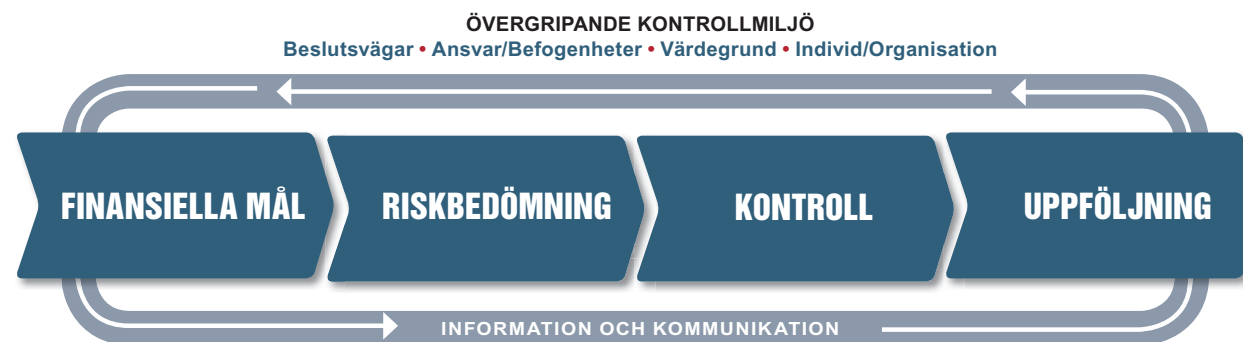 ÖVERGRIPANDE KONTROLLMILJÖ
Beslutsvägar • Ansvar/Befogenheter • Värdegrund • Individ/Organisation
FINANSIELLA MÅL
RISKBEDÖMNING
KONTROLL
UPPFÖLJNING
INFORMATION OCH KOMMUNIKATION